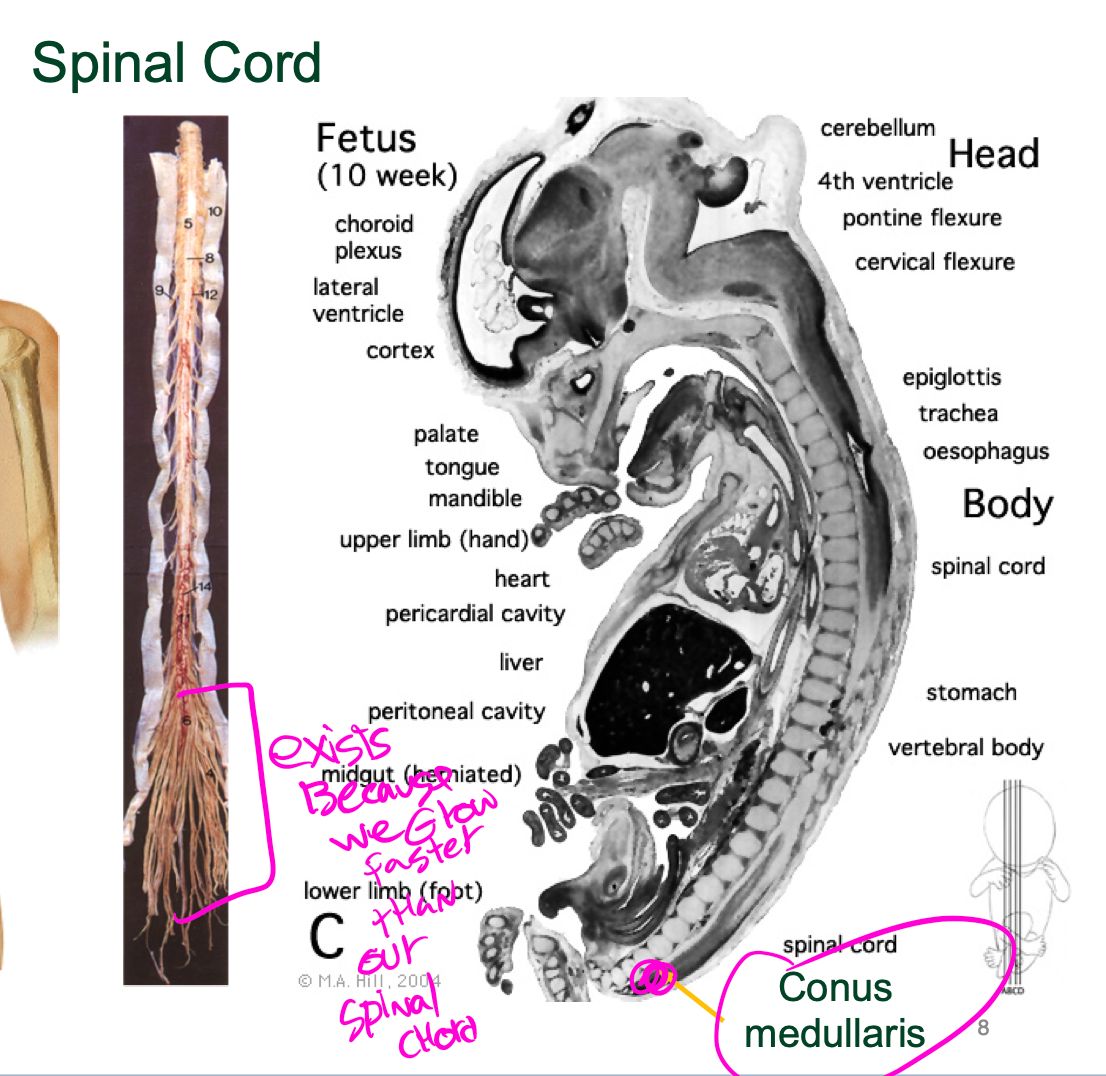 Spinal Cord
5
10
8
9
12
14
6
4
Fetus
(10 week)
choroid
plexus
lateral
ventricle
cortex
palate
tongue
mandible
upper limb (hand)
heart
pericardial cavity
liver
peritoneal cavity
midgut (herniated)
lower limb (foot)
C
© M.A. Hill, 2004
exists
Because
we Grow
faster
than
our
spinal
chord
cerebellum
Head
4th ventricle
pontine flexure
cervical flexure
epiglottis
trachea
oesophagus
Body
spinal cord
stomach
vertebral body
spinal cord
ABCD
Conus
medullaris
8